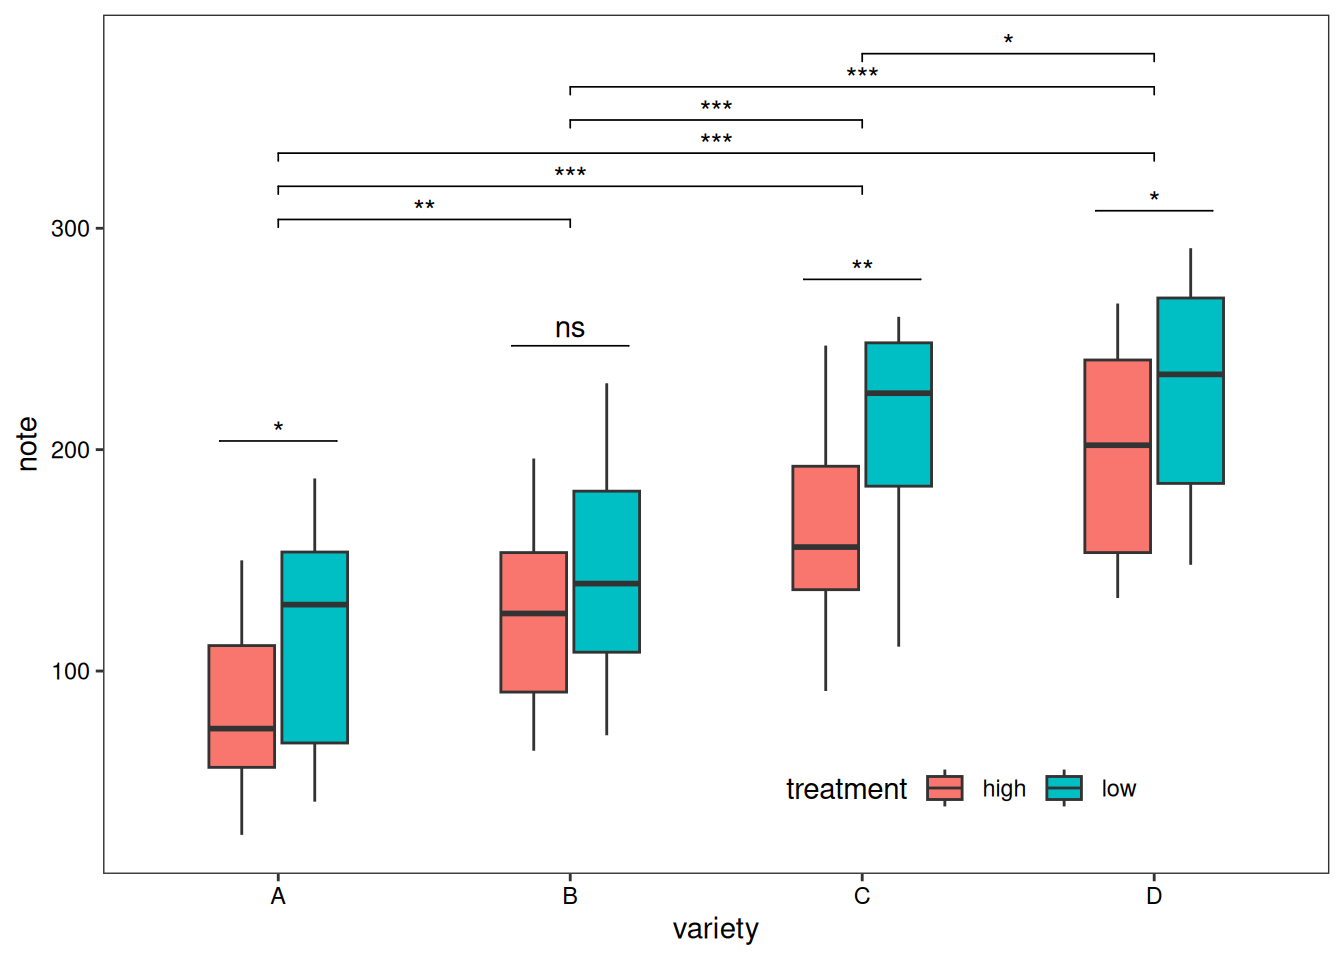 *
***
***
***
***
**
*
300
**
ns
*
200
note
100
treatment high low
A B C D
variety